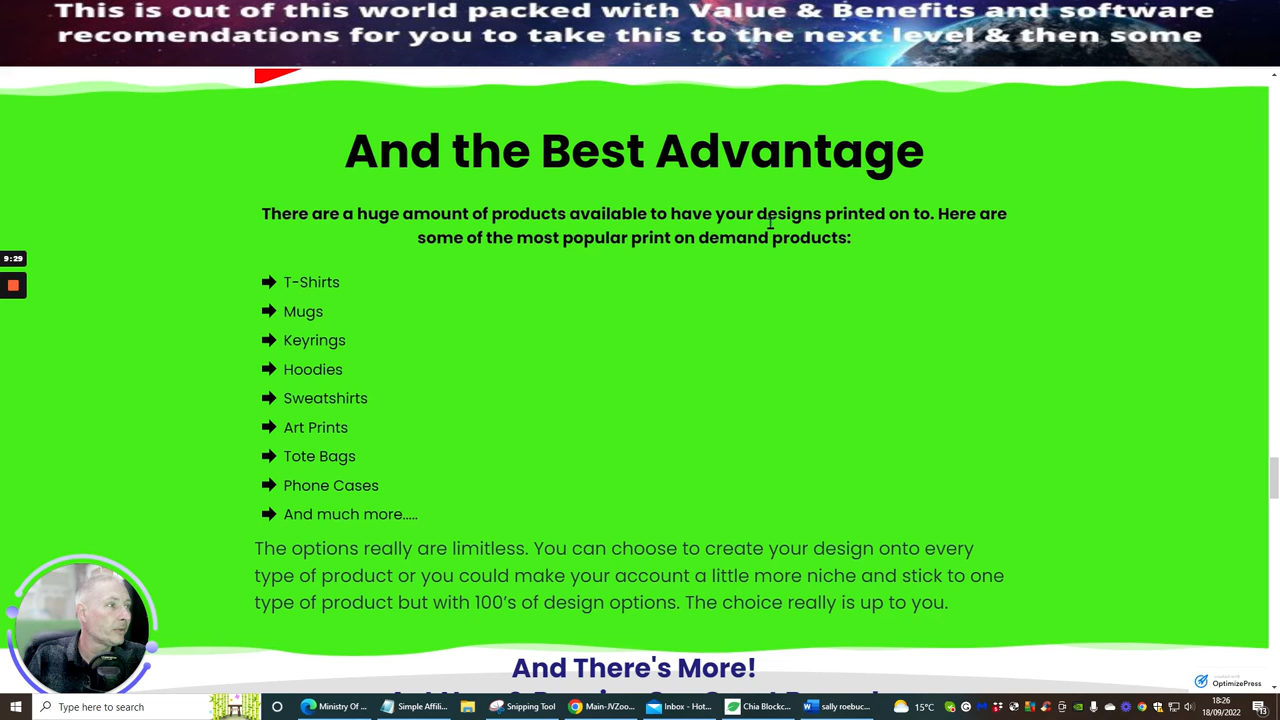 This is out of this world packed with Value & Benefits and software
recomendations for you to take this to the next level & then some
And the Best Advantage
There are a huge amount of products available to have your designs printed on to. Here are
some of the most popular print on demand products:
9:29
T-Shirts
Mugs
Keyrings
Hoodies
Sweatshirts
Art Prints
Tote Bags
Phone Cases
And much more.....
The options really are limitless. You can choose to create your design onto every
type of product or you could make your account a little more niche and stick to one
type of product but with 100's of design options. The choice really is up to you.
And There's More!
OptimizePress
Type here to search
Ministry Of ...
Simple Affili...
Snipping Tool
Main-JVZoo...
Inbox - Hot...
Chia Blockc...
sally roebuc...
15°C
18:26
18/09/2022